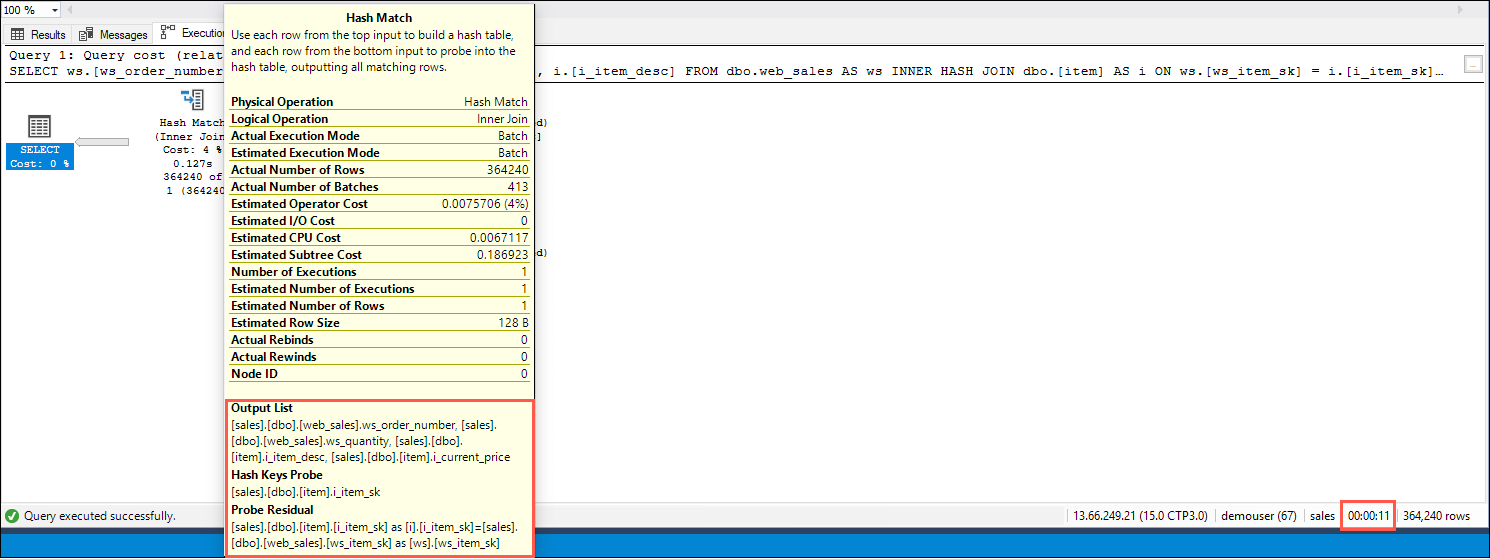 100 %
Results Messages Execution
Query 1: Query cost (relat
SELECT ws.[ws_order_number , i.[i_item_desc] FROM dbo.web_sales AS ws INNER HASH JOIN dbo.[item] AS i ON ws.[ws_item_sk] = i.[i_item_sk]…
SELECT
Cost: 0 %
Hash Match
(Inner Join
Cost: 4 %
0.127s
364240 of
1 (364240
ed)
]
ed)
Hash Match
Use each row from the top input to build a hash table,
and each row from the bottom input to probe into the
hash table, outputting all matching rows.
Physical Operation Hash Match
Logical Operation Inner Join
Actual Execution Mode Batch
Estimated Execution Mode Batch
Actual Number of Rows 364240
Actual Number of Batches 413
Estimated Operator Cost 0.0075706 (4%)
Estimated I/O Cost 0
Estimated CPU Cost 0.0067117
Estimated Subtree Cost 0.186923
Number of Executions 1
Estimated Number of Executions 1
Estimated Number of Rows 1
Estimated Row Size 128 B
Actual Rebinds 0
Actual Rewinds 0
Node ID 0
Output List
[sales].[dbo].[web_sales].ws_order_number, [sales].
[dbo].[web_sales].ws_quantity, [sales].[dbo].
[item].i_item_desc, [sales].[dbo].[item].i_current_price
Hash Keys Probe
[sales].[dbo].[item].i_item_sk
Probe Residual
[sales].[dbo].[item].[i_item_sk] as [i].[i_item_sk]=[sales].
[dbo].[web_sales].[ws_item_sk] as [ws].[ws_item_sk]
Query executed successfully. 13.66.249.21 (15.0 CTP3.0) demouser (67) sales 00:00:11 364,240 rows